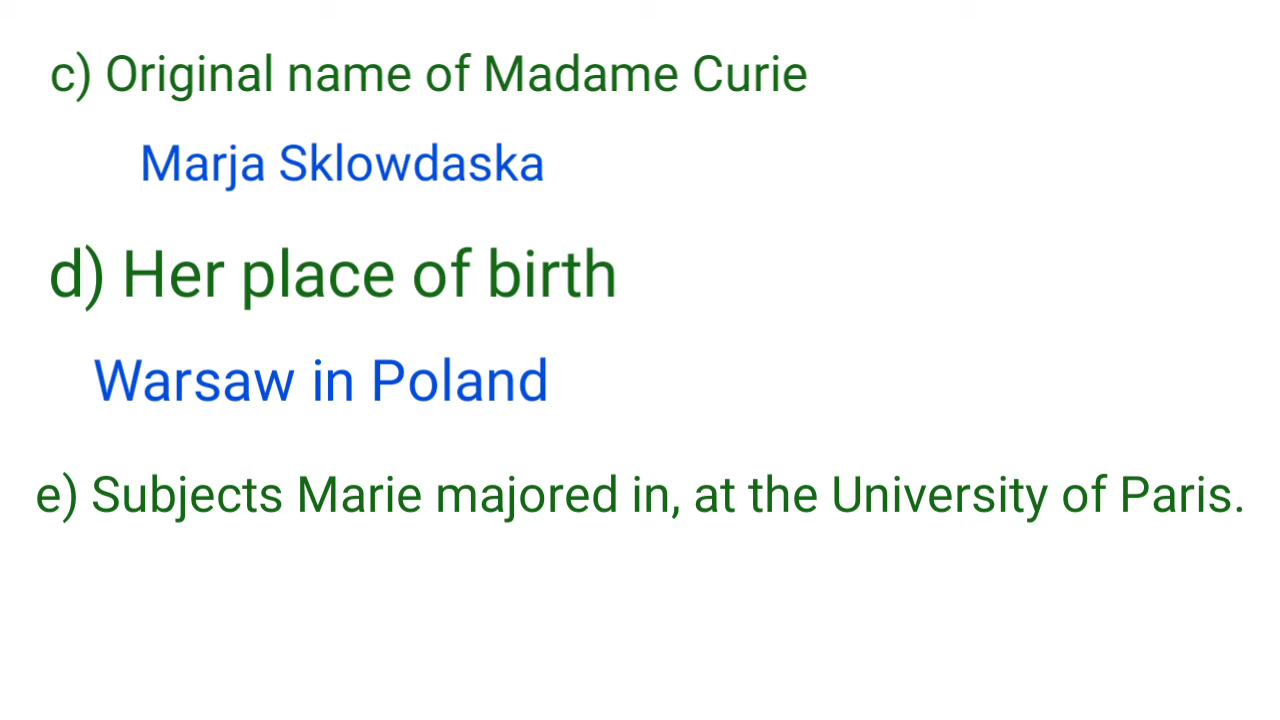 c) Original name of Madame Curie
Marja Sklowdaska
d) Her place of birth
Warsaw in Poland
e) Subjects Marie majored in, at the University of Paris.